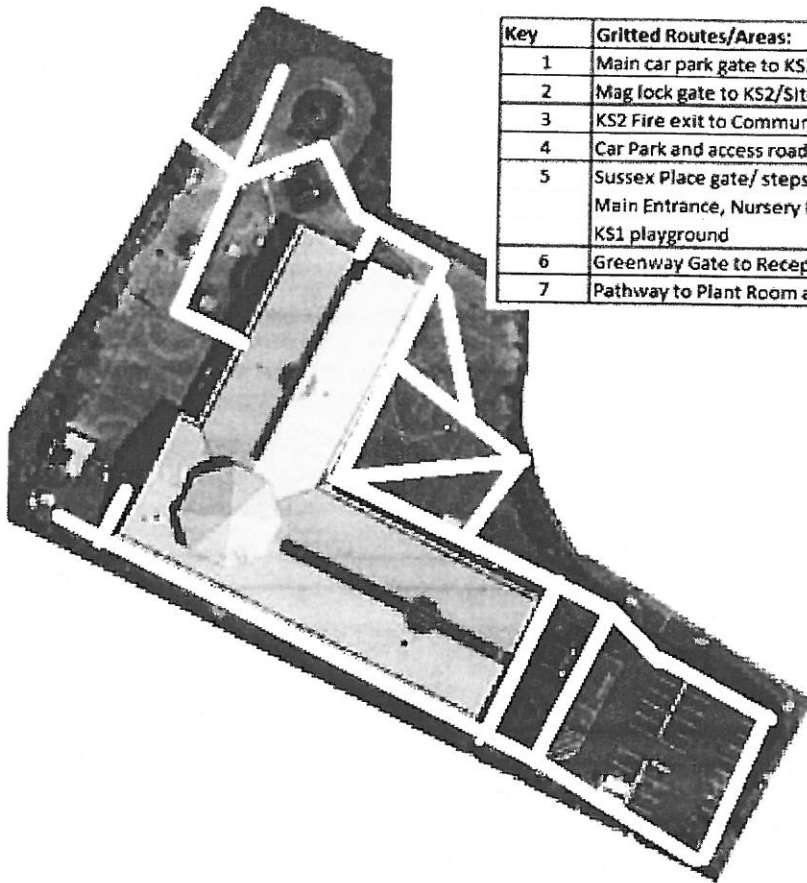 Key Gritted Routes/Areas:
1 Main car park gate to KS
2 Mag lock gate to KS2/Sit
3 KS2 Fire exit to Commun
4 Car Park and access road
5 Sussex Place gate/ steps
Main Entrance, Nursery
KS1 playground
6 Greenway Gate to Recep
7 Pathway to Plant Room a